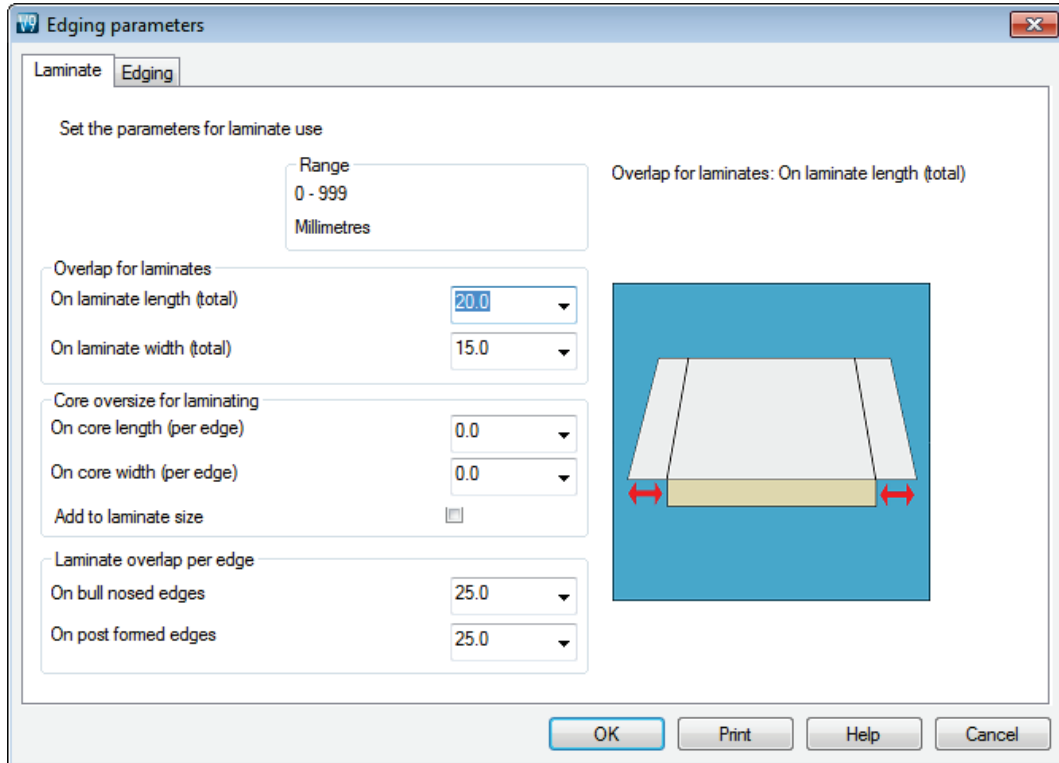 V9 Edging parameters
Laminate Edging
Set the parameters for laminate use
Range
0 - 999
Millimetres
Overlap for laminates: On laminate length (total)
Overlap for laminates
On laminate length (total) 20.0
On laminate width (total) 15.0
Core oversize for laminating
On core length (per edge) 0.0
On core width (per edge) 0.0
Add to laminate size
Laminate overlap per edge
On bull nosed edges 25.0
On post formed edges 25.0
OK Print Help Cancel